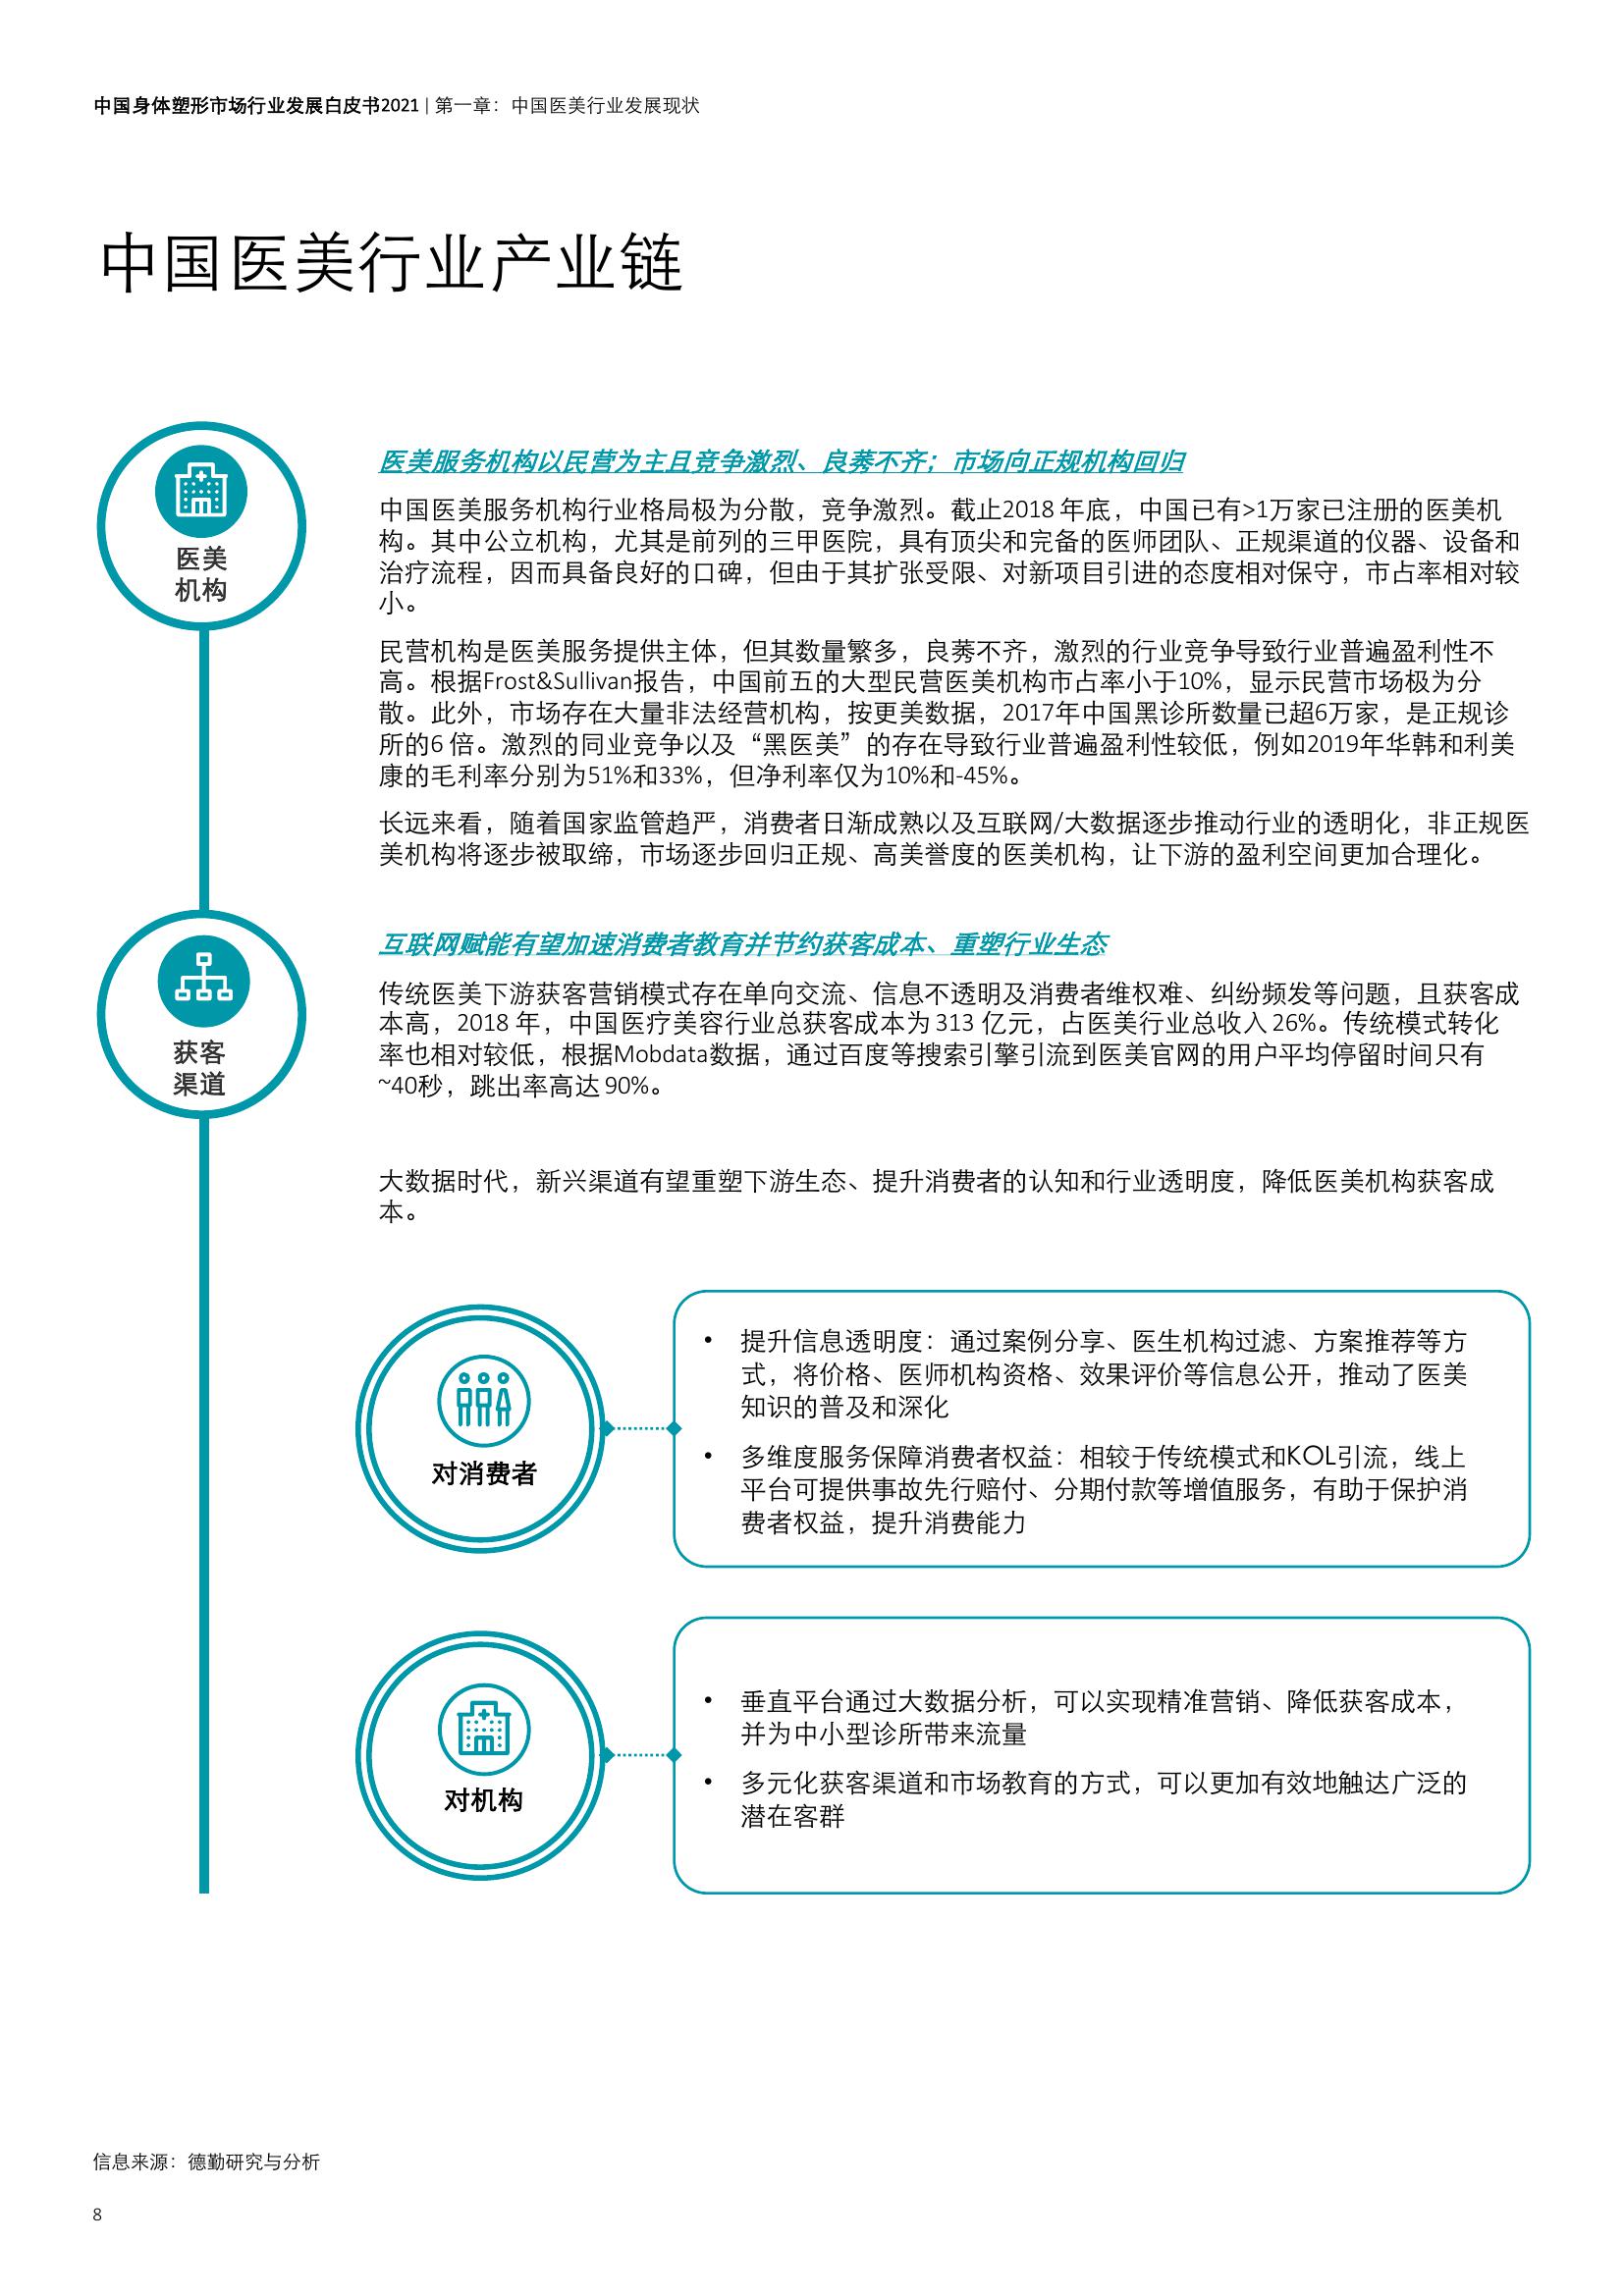 中国身体塑形市场行业发展白皮书2021 | 第一章：中国医美行业发展现状
中国医美行业产业链
医美
机构
医美服务机构以民营为主且竞争激烈、良莠不齐；市场向正规机构回归
中国医美服务机构行业格局极为分散，竞争激烈。截止2018 年底，中国已有>1万家已注册的医美机
构。其中公立机构，尤其是前列的三甲医院，具有顶尖和完备的医师团队、正规渠道的仪器、设备和
治疗流程，因而具备良好的口碑，但由于其扩张受限、对新项目引进的态度相对保守，市占率相对较
小。
民营机构是医美服务提供主体，但其数量繁多，良莠不齐，激烈的行业竞争导致行业普遍盈利性不
高。根据Frost&Sullivan报告，中国前五的大型民营医美机构市占率小于10%，显示民营市场极为分
散。此外，市场存在大量非法经营机构，按更美数据，2017年中国黑诊所数量已超6万家，是正规诊
所的6 倍。激烈的同业竞争以及“黑医美”的存在导致行业普遍盈利性较低，例如2019年华韩和利美
康的毛利率分别为51%和33%，但净利率仅为10%和-45%。
长远来看，随着国家监管趋严，消费者日渐成熟以及互联网/大数据逐步推动行业的透明化，非正规医
美机构将逐步被取缔，市场逐步回归正规、高美誉度的医美机构，让下游的盈利空间更加合理化。
获客
渠道
互联网赋能有望加速消费者教育并节约获客成本、重塑行业生态
传统医美下游获客营销模式存在单向交流、信息不透明及消费者维权难、纠纷频发等问题，且获客成
本高，2018 年，中国医疗美容行业总获客成本为 313 亿元，占医美行业总收入 26%。传统模式转化
率也相对较低，根据Mobdata数据，通过百度等搜索引擎引流到医美官网的用户平均停留时间只有
~40秒，跳出率高达 90%。
大数据时代，新兴渠道有望重塑下游生态、提升消费者的认知和行业透明度，降低医美机构获客成
本。
对消费者
• 提升信息透明度：通过案例分享、医生机构过滤、方案推荐等方
式，将价格、医师机构资格、效果评价等信息公开，推动了医美
知识的普及和深化
• 多维度服务保障消费者权益：相较于传统模式和KOL引流，线上
平台可提供事故先行赔付、分期付款等增值服务，有助于保护消
费者权益，提升消费能力
对机构
• 垂直平台通过大数据分析，可以实现精准营销、降低获客成本，
并为中小型诊所带来流量
• 多元化获客渠道和市场教育的方式，可以更加有效地触达广泛的
潜在客群
信息来源：德勤研究与分析
8